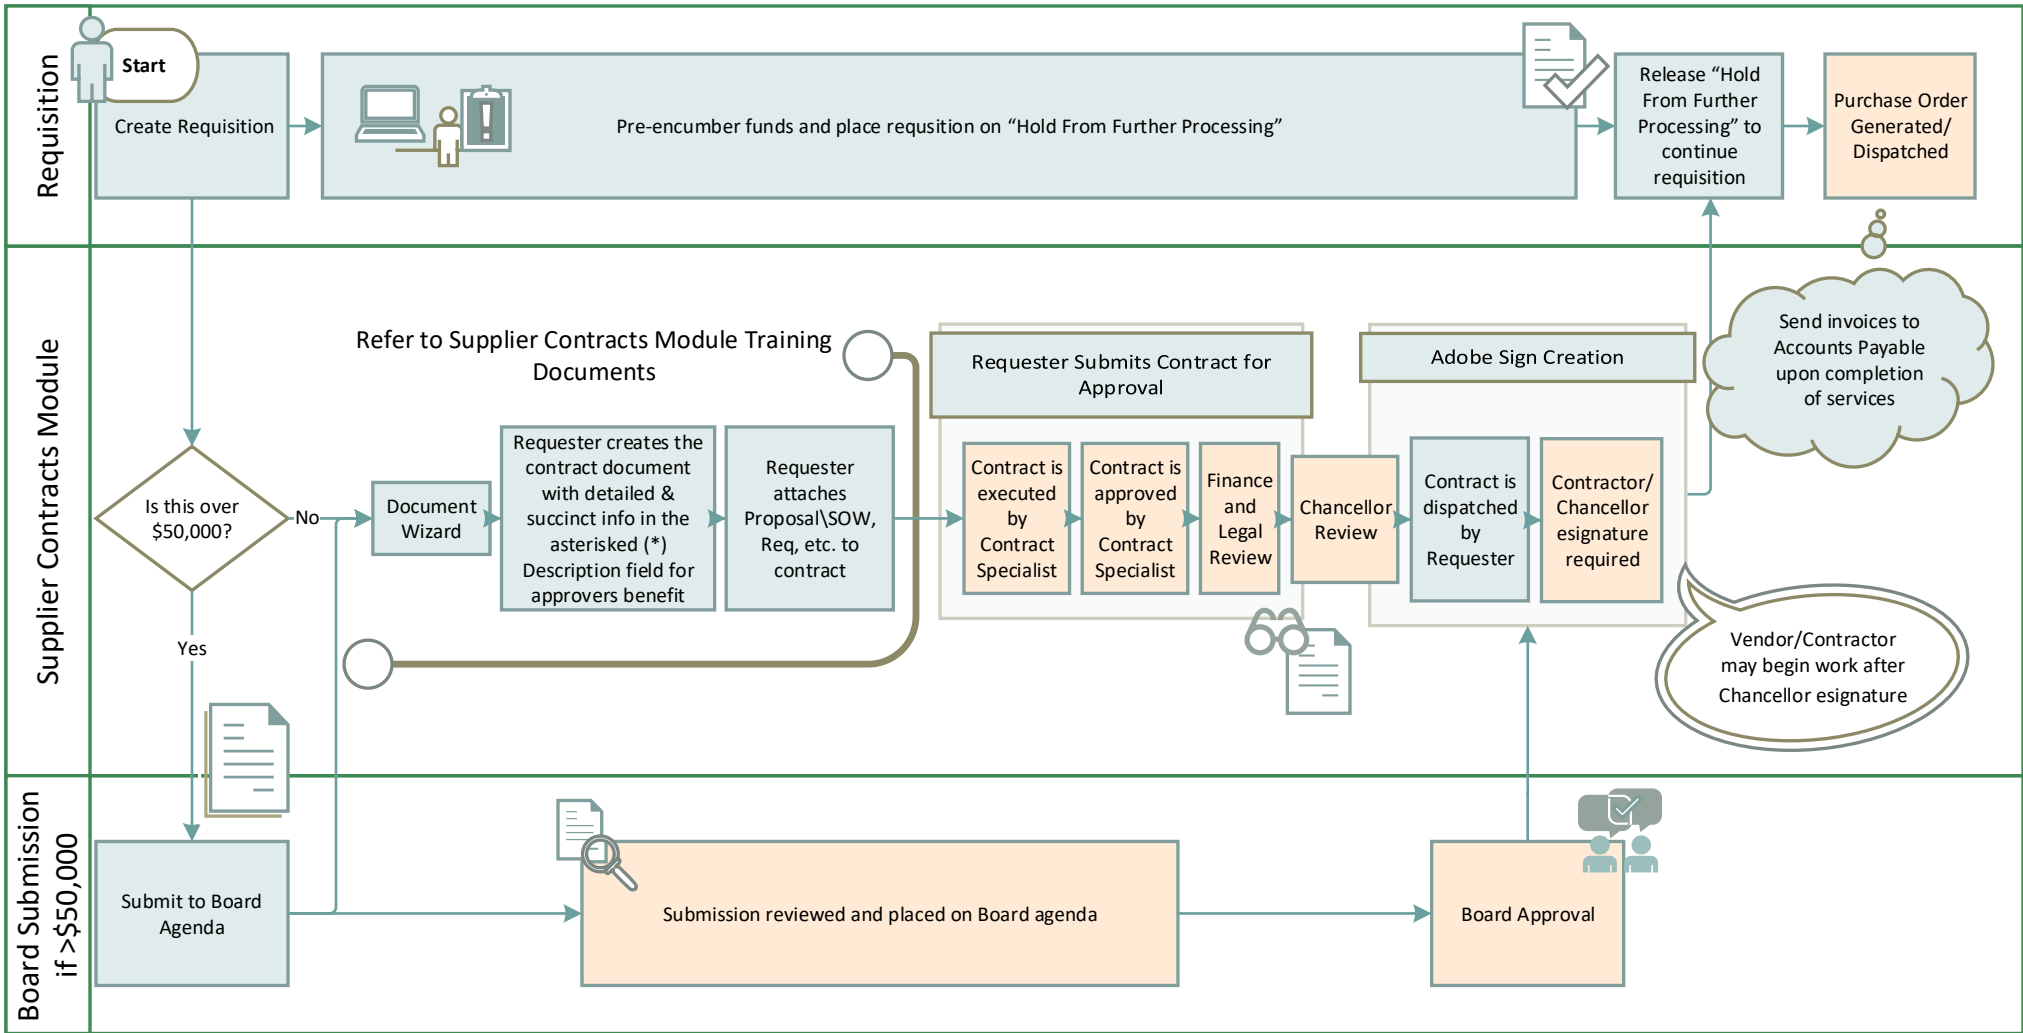 Requisition
Start
Create Requisition
Pre-encumber funds and place requsition on “Hold From Further Processing”
Release “Hold
From Further
Processing” to
continue
requisition
Purchase Order
Generated/
Dispatched
Supplier Contracts Module
Is this over
$50,000?
No
Yes
Refer to Supplier Contracts Module Training
Documents
Document
Wizard
Requester creates the
contract document
with detailed &
succinct info in the
asterisked (*)
Description field for
approvers benefit
Requester
attaches
Proposal\SOW,
Req, etc. to
contract
Requester Submits Contract for
Approval
Contract is
executed
by
Contract
Specialist
Contract is
approved
by
Contract
Specialist
Finance
and
Legal
Review
Chancellor
Review
Adobe Sign Creation
Contract is
dispatched
by
Requester
Contractor/
Chancellor
esignature
required
Send invoices to
Accounts Payable
upon completion
of services
Vendor/Contractor
may begin work after
Chancellor esignature
Board Submission
if >$50,000
Submit to Board
Agenda
Submission reviewed and placed on Board agenda
Board Approval